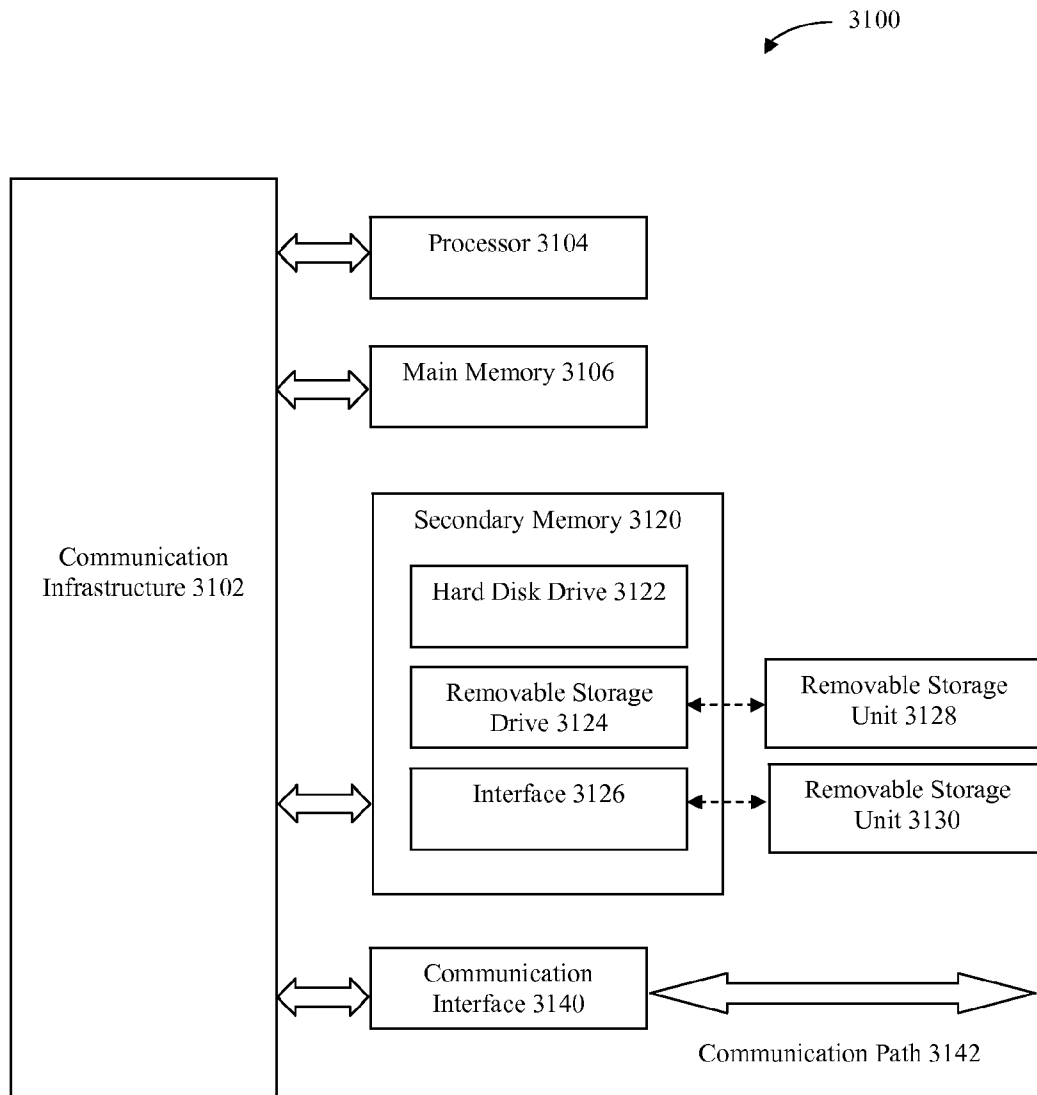 3100
Processor 3104
Main Memory 3106
Communication
Infrastructure 3102
Secondary Memory 3120
Hard Disk Drive 3122
Removable Storage
Drive 3124
Removable Storage
Unit 3128
Interface 3126
Removable Storage
Unit 3130
Communication
Interface 3140
Communication Path 3142